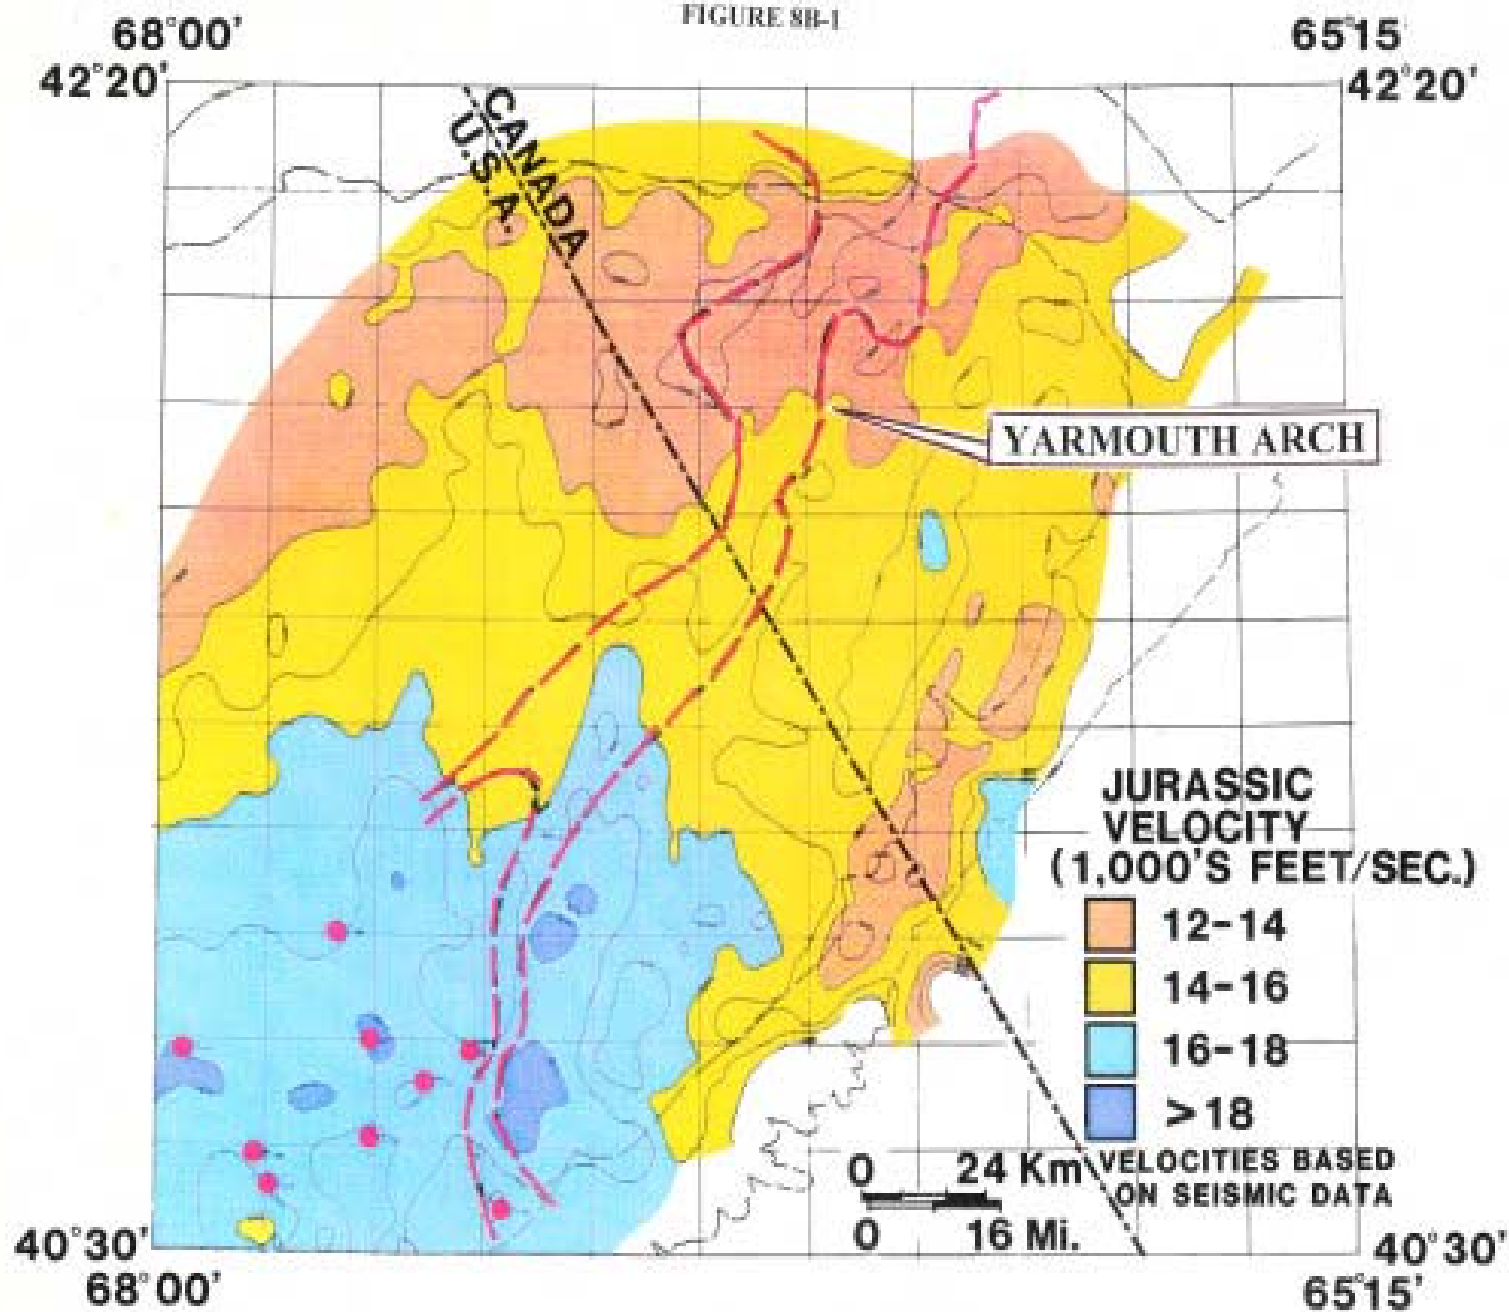 FIGURE 8B-1
68°00'
65°15
42°20'
42°20'
CANADA
U.S.A.
YARMOUTH ARCH
JURASSIC
VELOCITY
(1,000'S FEET/SEC.)
12-14
14-16
16-18
>18
VELOCITIES BASED
ON SEISMIC DATA
0 24 Km
0 16 Mi.
40°30'
40°30'
68°00'
65°15'